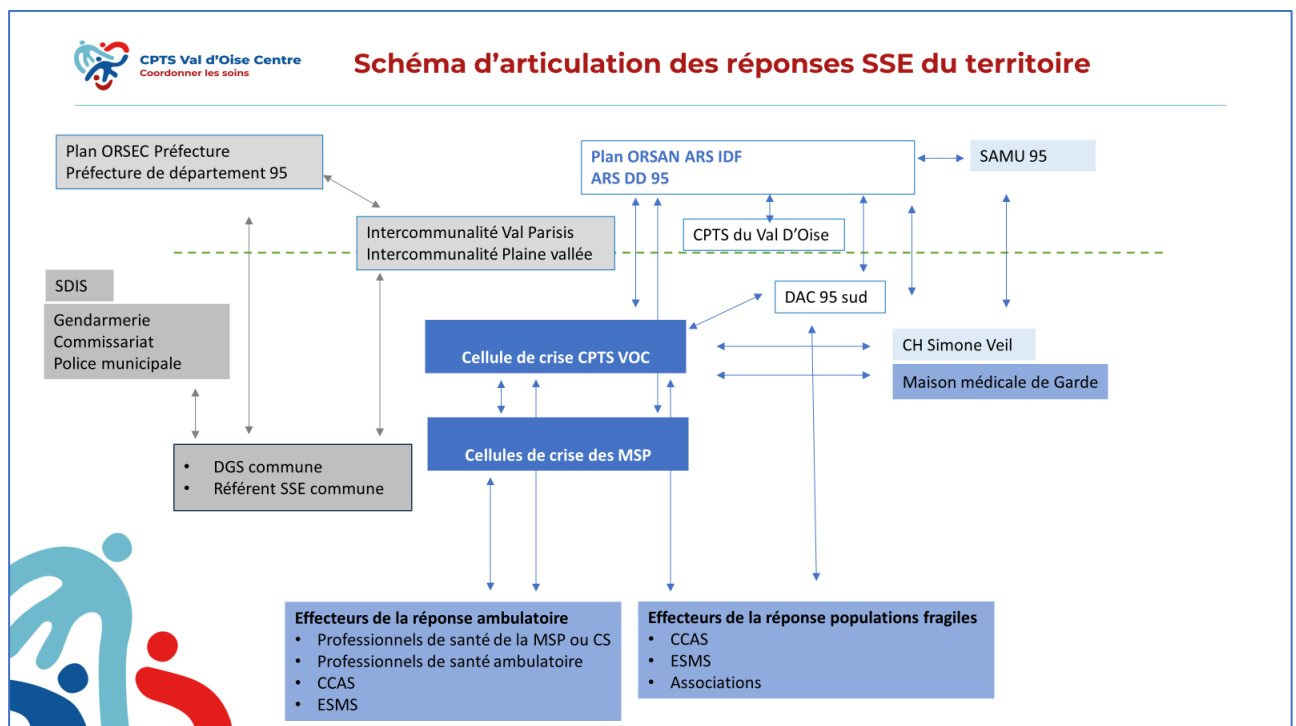 CPTS Val d'Oise Centre
Coordonner les soins
Schéma d'articulation des réponses SSE du territoire
Plan ORSEC Préfecture
Préfecture de département 95
Plan ORSAN ARS IDF
ARS DD 95
SAMU 95
Intercommunalité Val Parisis
Intercommunalité Plaine vallée
CPTS du Val D'Oise
SDIS
Gendarmerie
Commissariat
Police municipale
DAC 95 sud
Cellule de crise CPTS VOC
CH Simone Veil
Maison médicale de Garde
Cellules de crise des MSP
• DGS commune
• Référent SSE commune
Effecteurs de la réponse ambulatoire
• Professionnels de santé de la MSP ou CS
• Professionnels de santé ambulatoire
• CCAS
• ESMS
Effecteurs de la réponse populations fragiles
• CCAS
• ESMS
• Associations